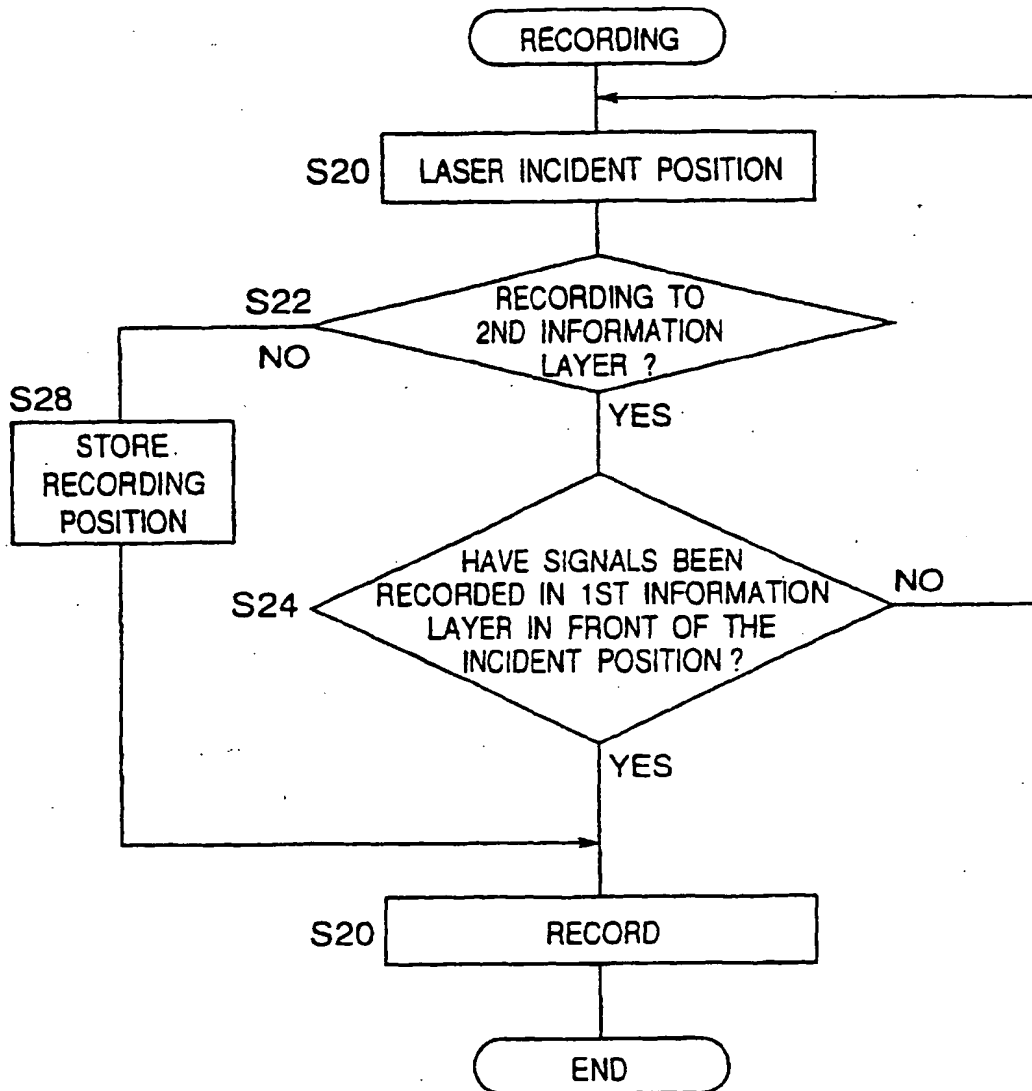 RECORDING
S20
LASER INCIDENT POSITION
S22
RECORDING TO
2ND INFORMATION
LAYER ?
NO
YES
S28
STORE
RECORDING
POSITION
S24
HAVE SIGNALS BEEN
RECORDED IN 1ST INFORMATION
LAYER IN FRONT OF THE
INCIDENT POSITION ?
NO
YES
S20
RECORD
END